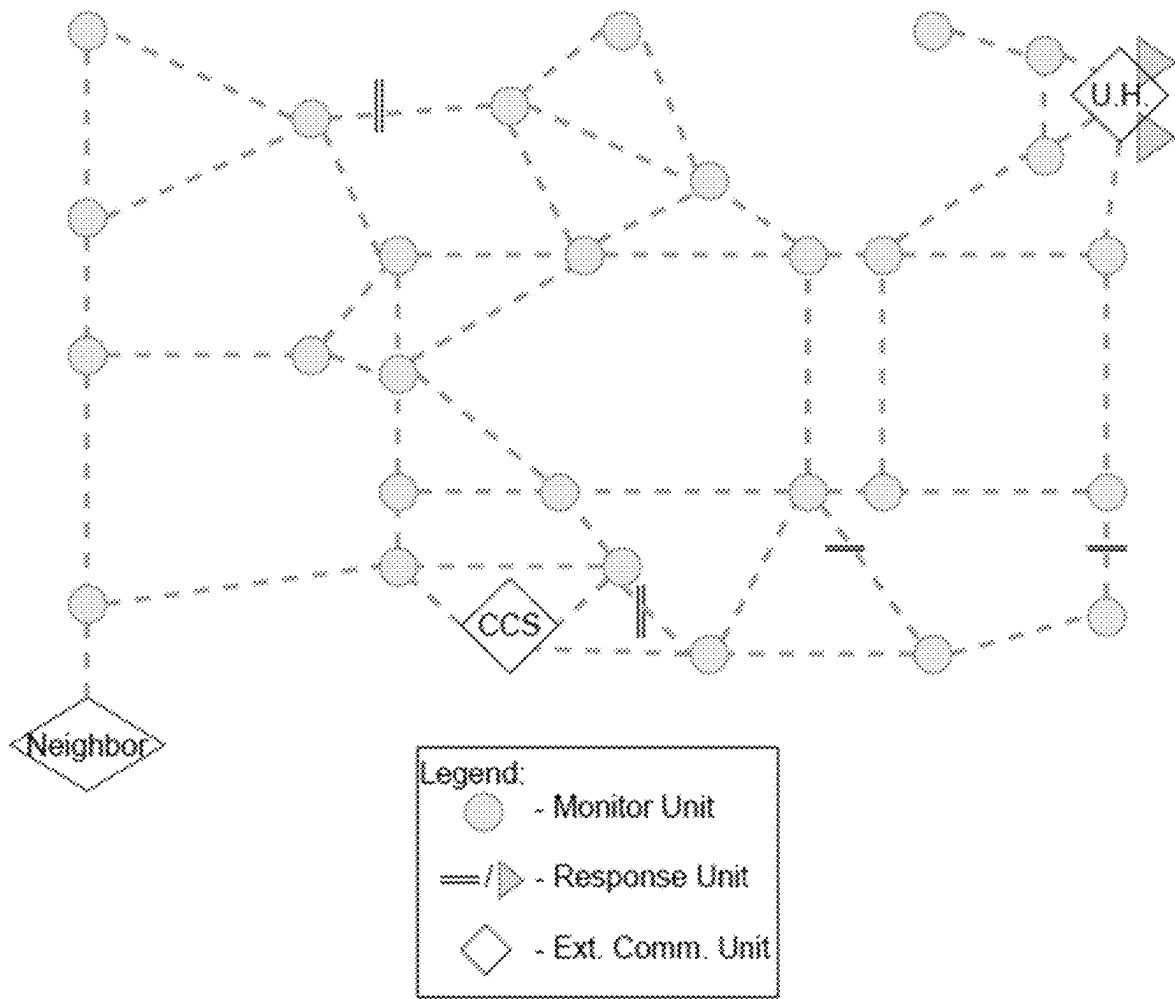 U.H.
CCS
Neighbor
Legend:
- Monitor Unit
/ - Response Unit
- Ext. Comm. Unit